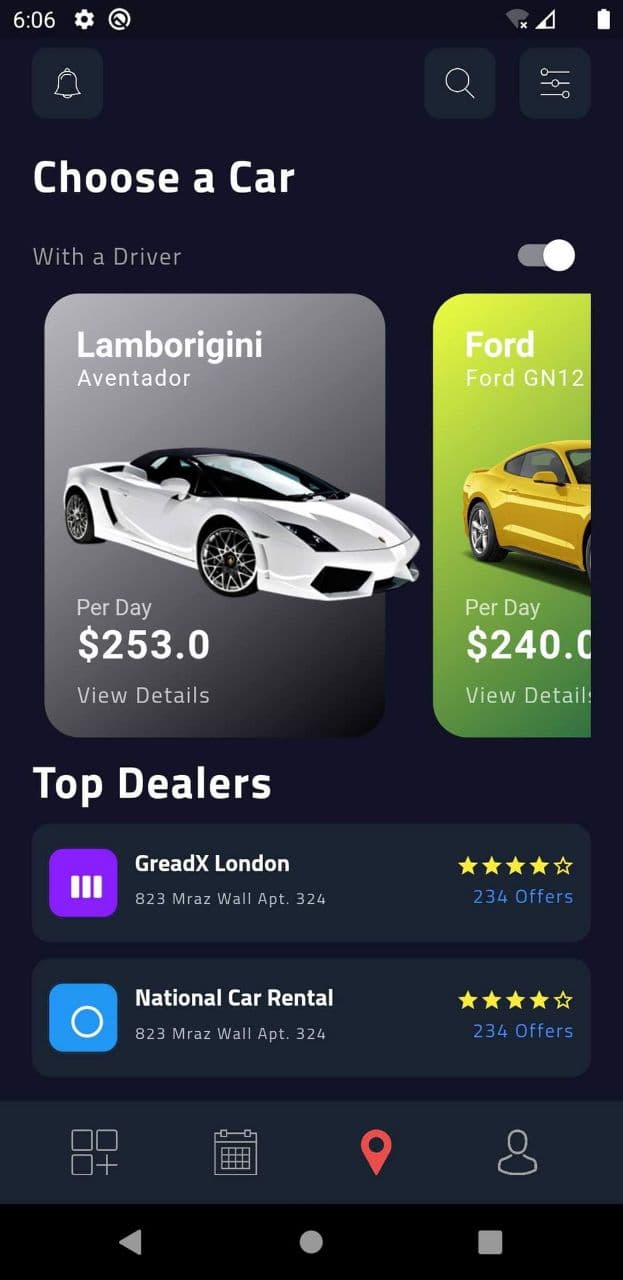 6:06
Choose a Car
With a Driver
Lamborigini
Aventador
Per Day
$253.0
View Details
Ford
Ford GN12
Per Day
$240.0
View Details
Top Dealers
GreadX London
823 Mraz Wall Apt. 324
234 Offers
National Car Rental
823 Mraz Wall Apt. 324
234 Offers